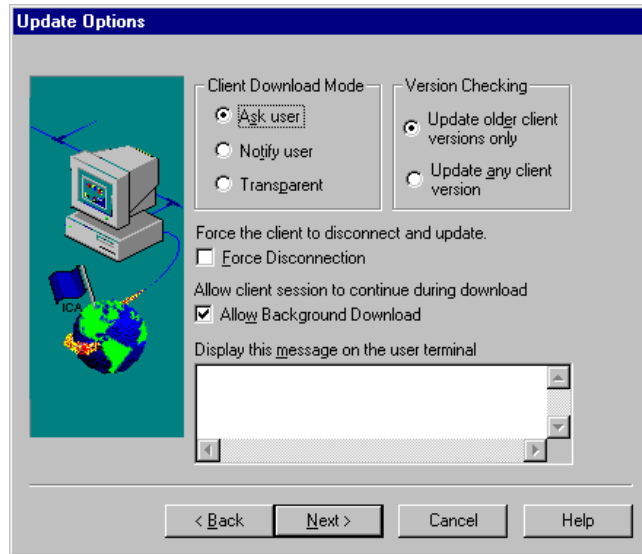 Update Options
Client Download Mode
Ask user
Notify user
Transparent
Version Checking
Update older client
versions only
Update any client
version
Force the client to disconnect and update.
Force Disconnection
Allow client session to continue during download
Allow Background Download
Display this message on the user terminal
ICA
< Back
Next >
Cancel
Help